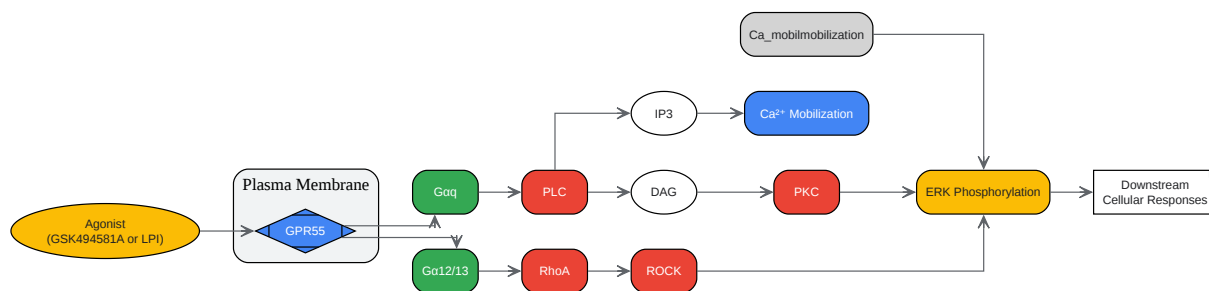 Ca_mobilmobilization
IP3
Ca²⁺ Mobilization
Plasma Membrane
Agonist
(GSK494581A or LPI)
GPR55
Gαq
PLC
DAG
PKC
ERK Phosphorylation
Downstream
Cellular Responses
Gα12/13
RhoA
ROCK